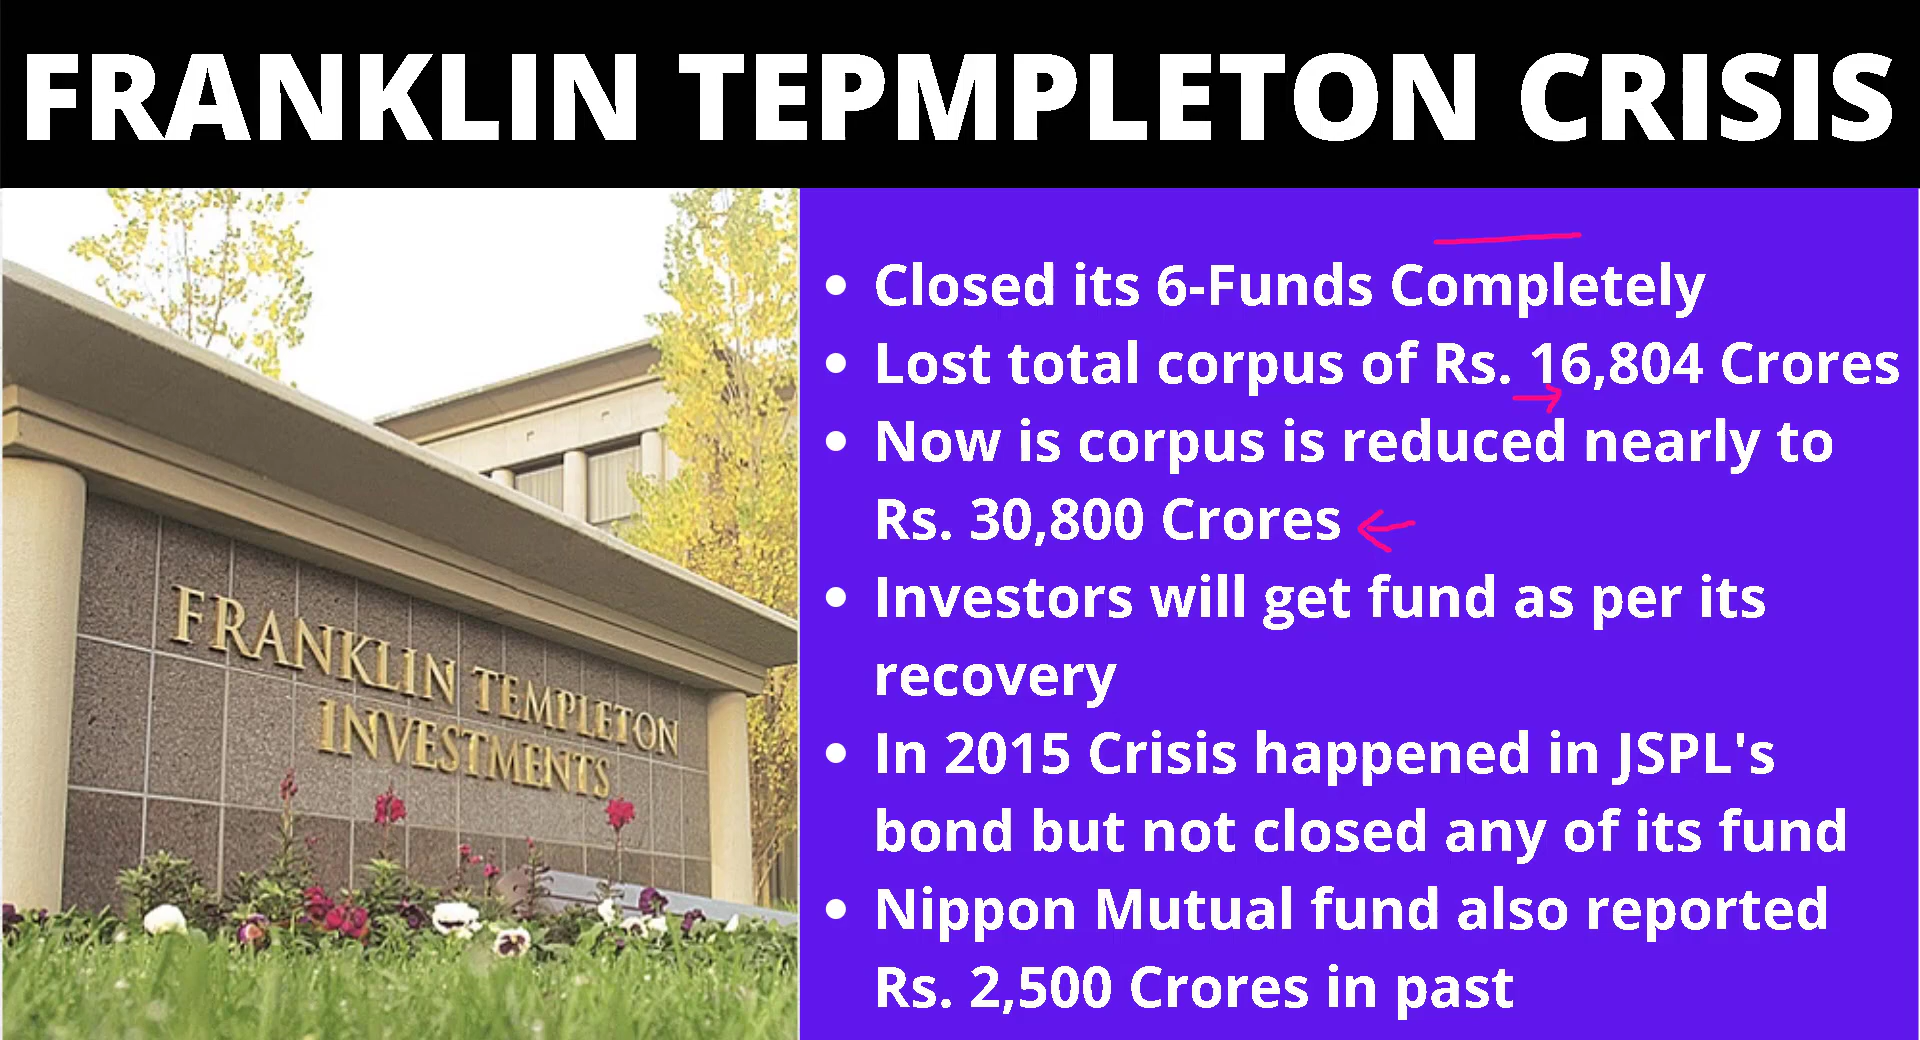 FRANKLIN TEPMPLETON CRISIS
FRANKLIN TEMPLETON
INVESTMENTS
• Closed its 6-Funds Completely
• Lost total corpus of Rs. 16,804 Crores
• Now is corpus is reduced nearly to
Rs. 30,800 Crores
• Investors will get fund as per its
recovery
• In 2015 Crisis happened in JSPL's
bond but not closed any of its fund
• Nippon Mutual fund also reported
Rs. 2,500 Crores in past